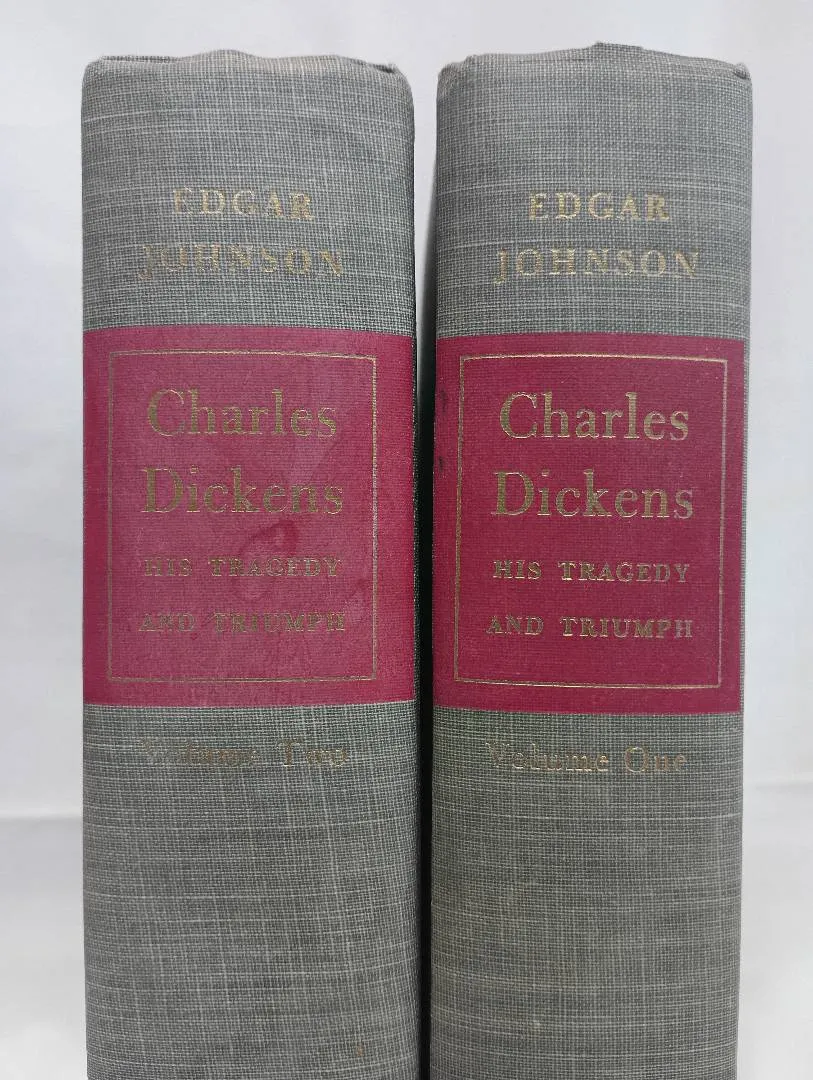 EDGAR
JOHNSON
Charles
Dickens
HIS TRAGEDY
AND TRIUMPH
Volume Two
EDGAR
JOHNSON
Charles
Dickens
HIS TRAGEDY
AND TRIUMPH
Volume One